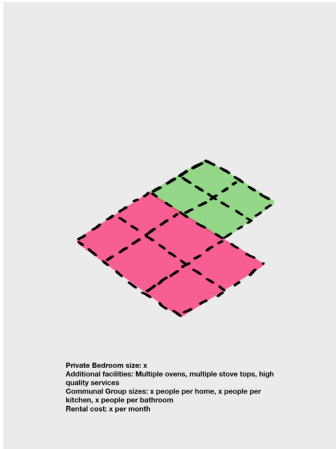 Private Bedroom size: x
Additional facilities: Multiple ovens, multiple stove tops, high
quality services
Communal Group sizes: x people per home, x people per
kitchen, x people per bathroom
Rental cost: x per month